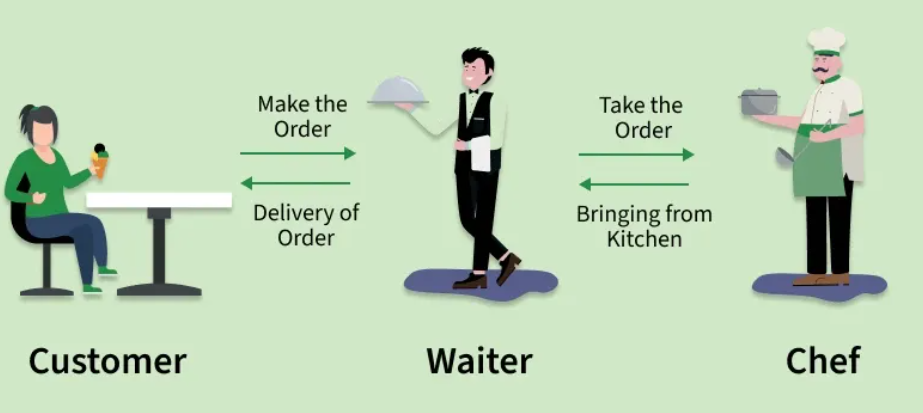 Make the
Order
Delivery of
Order
Take the
Order
Bringing from
Kitchen
Customer
Waiter
Chef